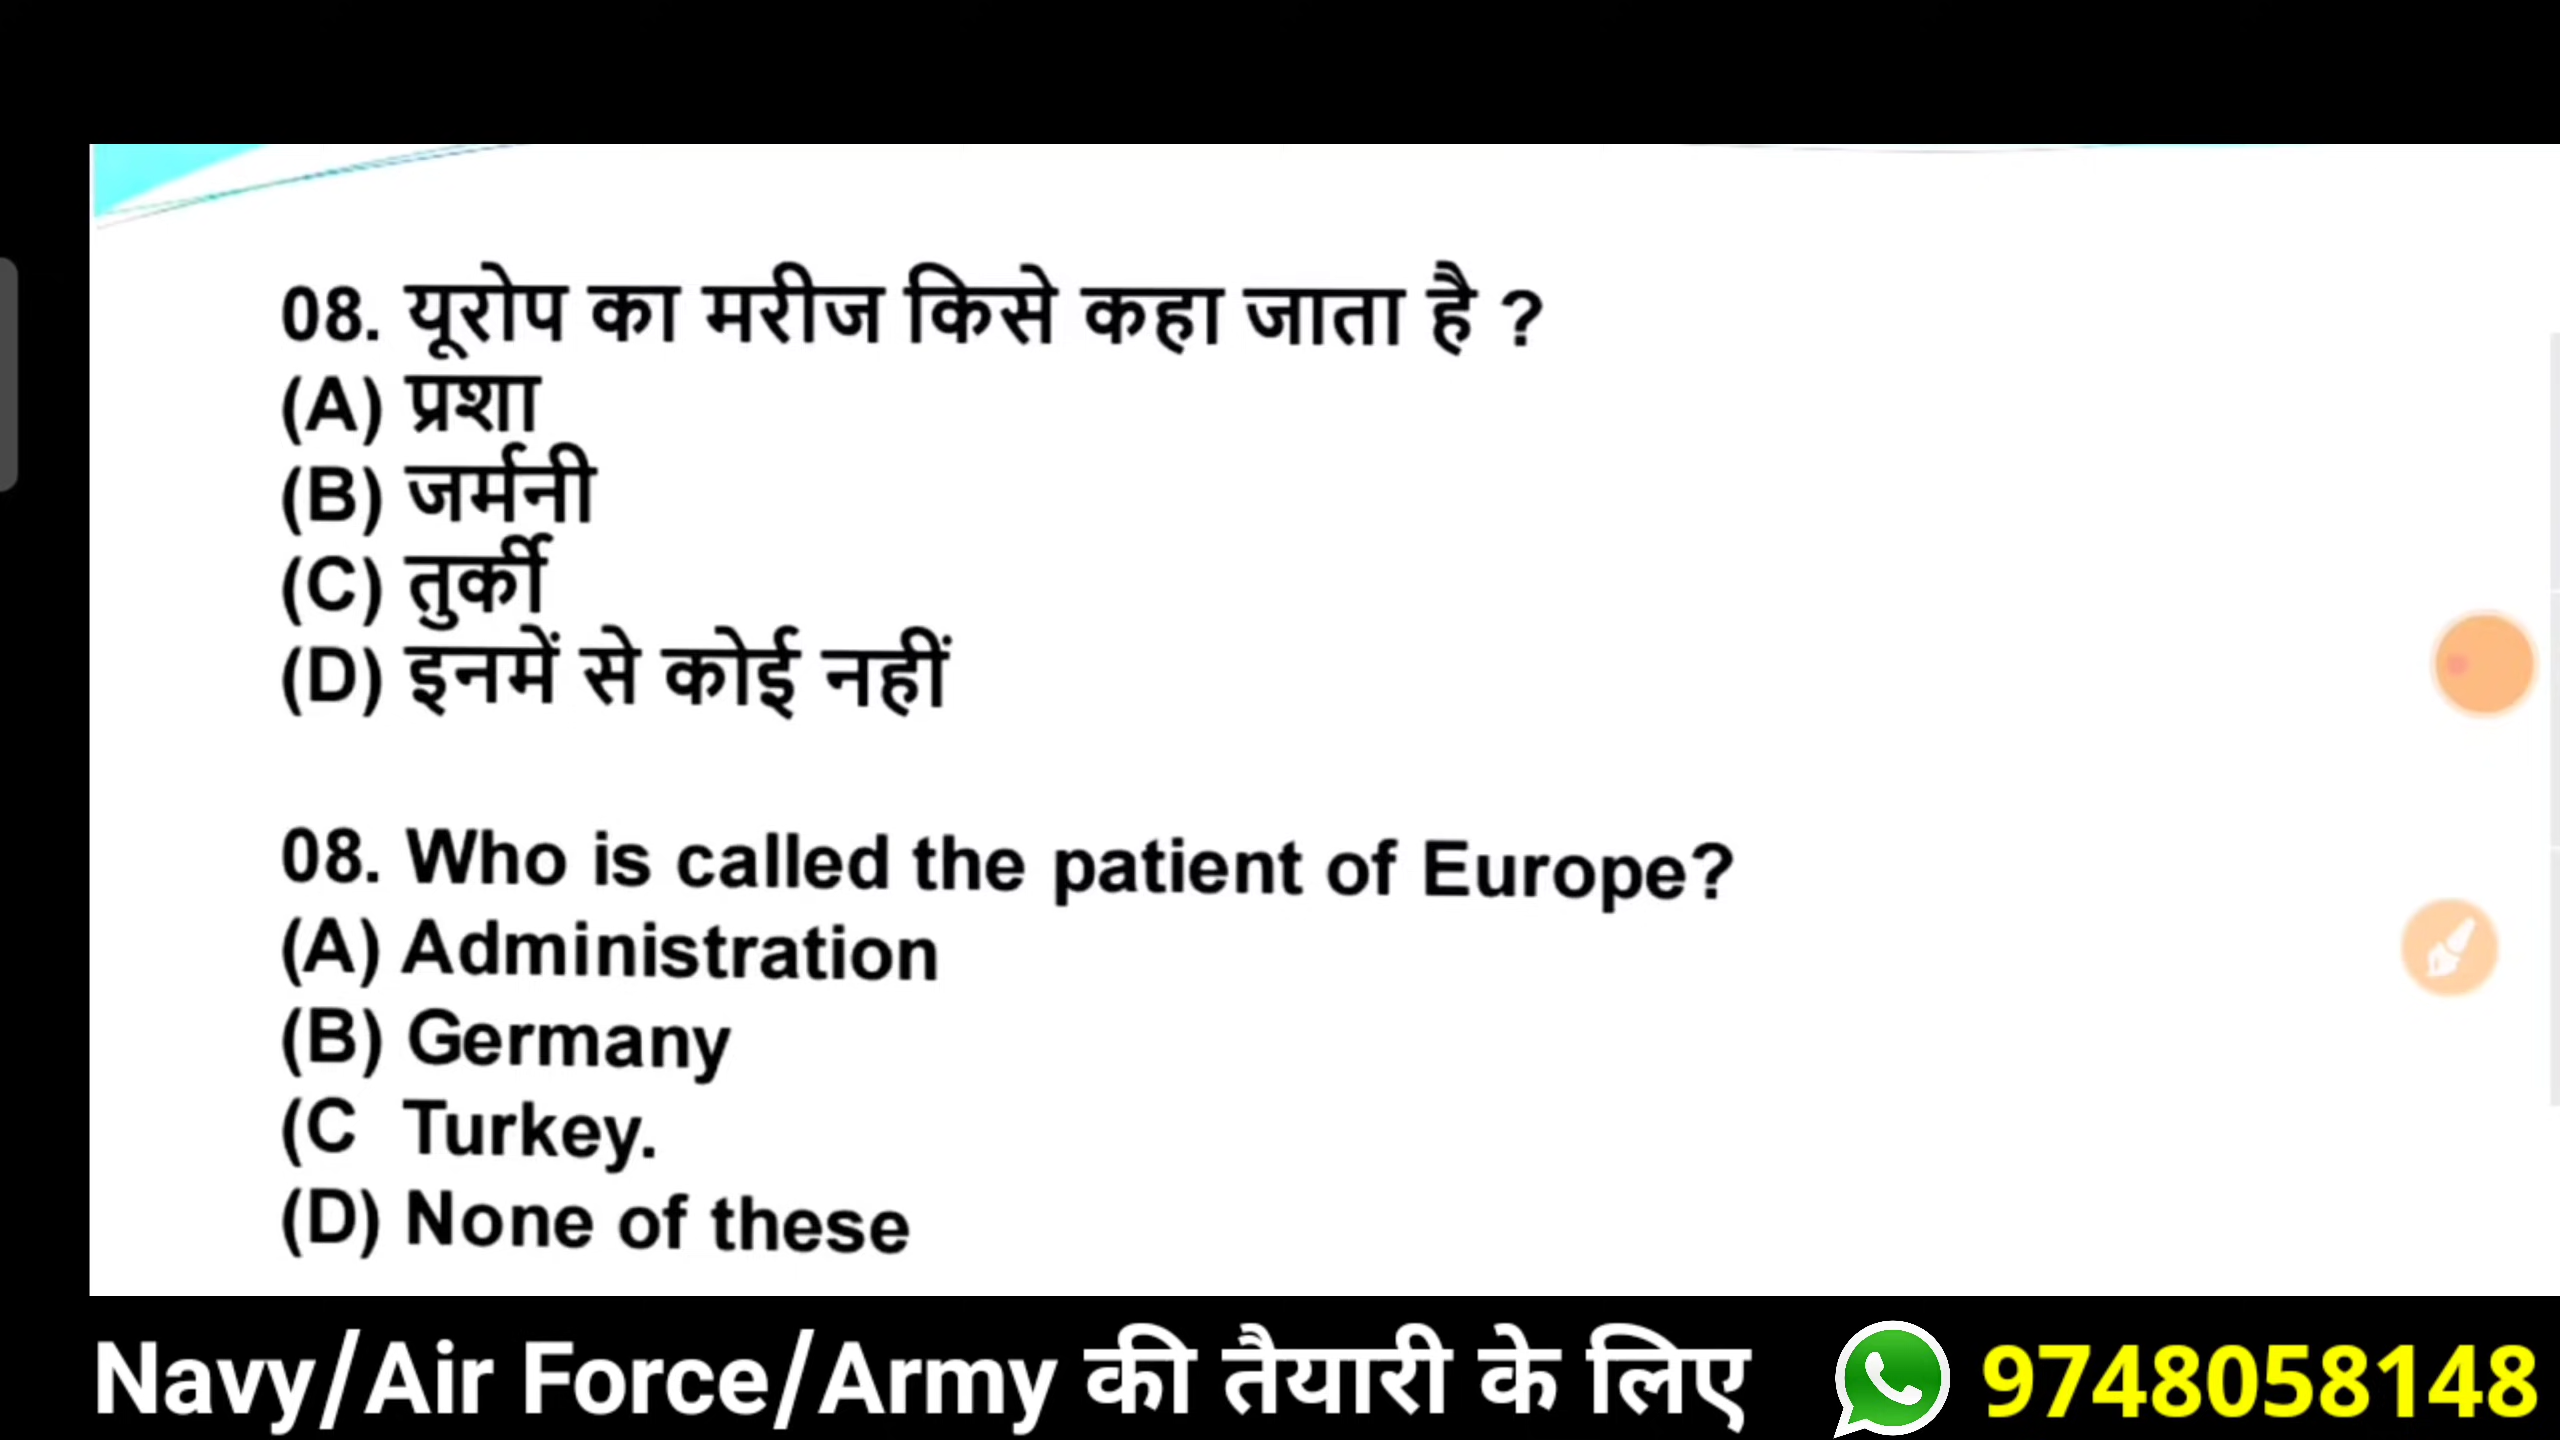 08. यूरोप का मरीज किसे कहा जाता है ?
(A) प्रशा
(B) जर्मनी
(C) तुर्की
(D) इनमें से कोई नहीं
08. Who is called the patient of Europe?
(A) Administration
(B) Germany
(C Turkey.
(D) None of these
Navy/Air Force/Army की तैयारी के लिए 9748058148